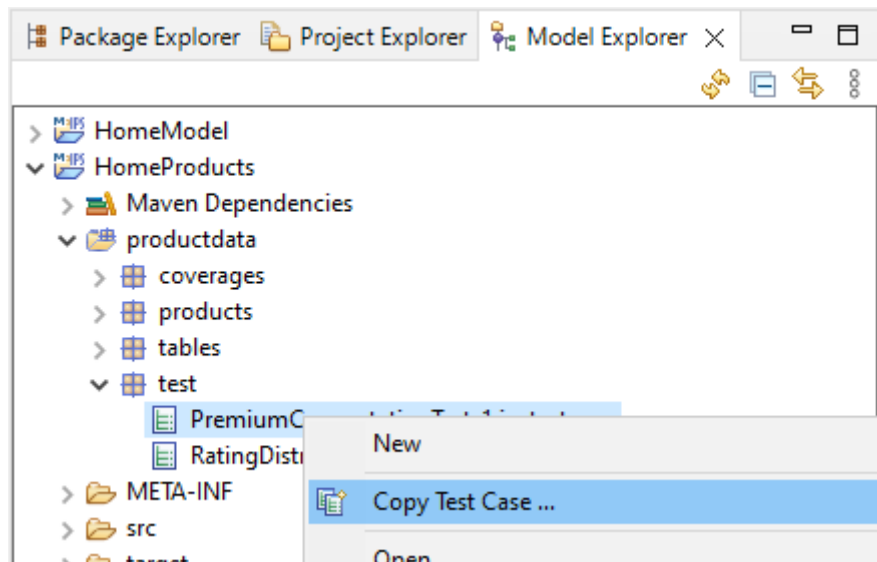 Package Explorer Project Explorer Model Explorer
HomeModel
HomeProducts
Maven Dependencies
productdata
coverages
products
tables
test
New
Copy Test Case ...
META-INF
src